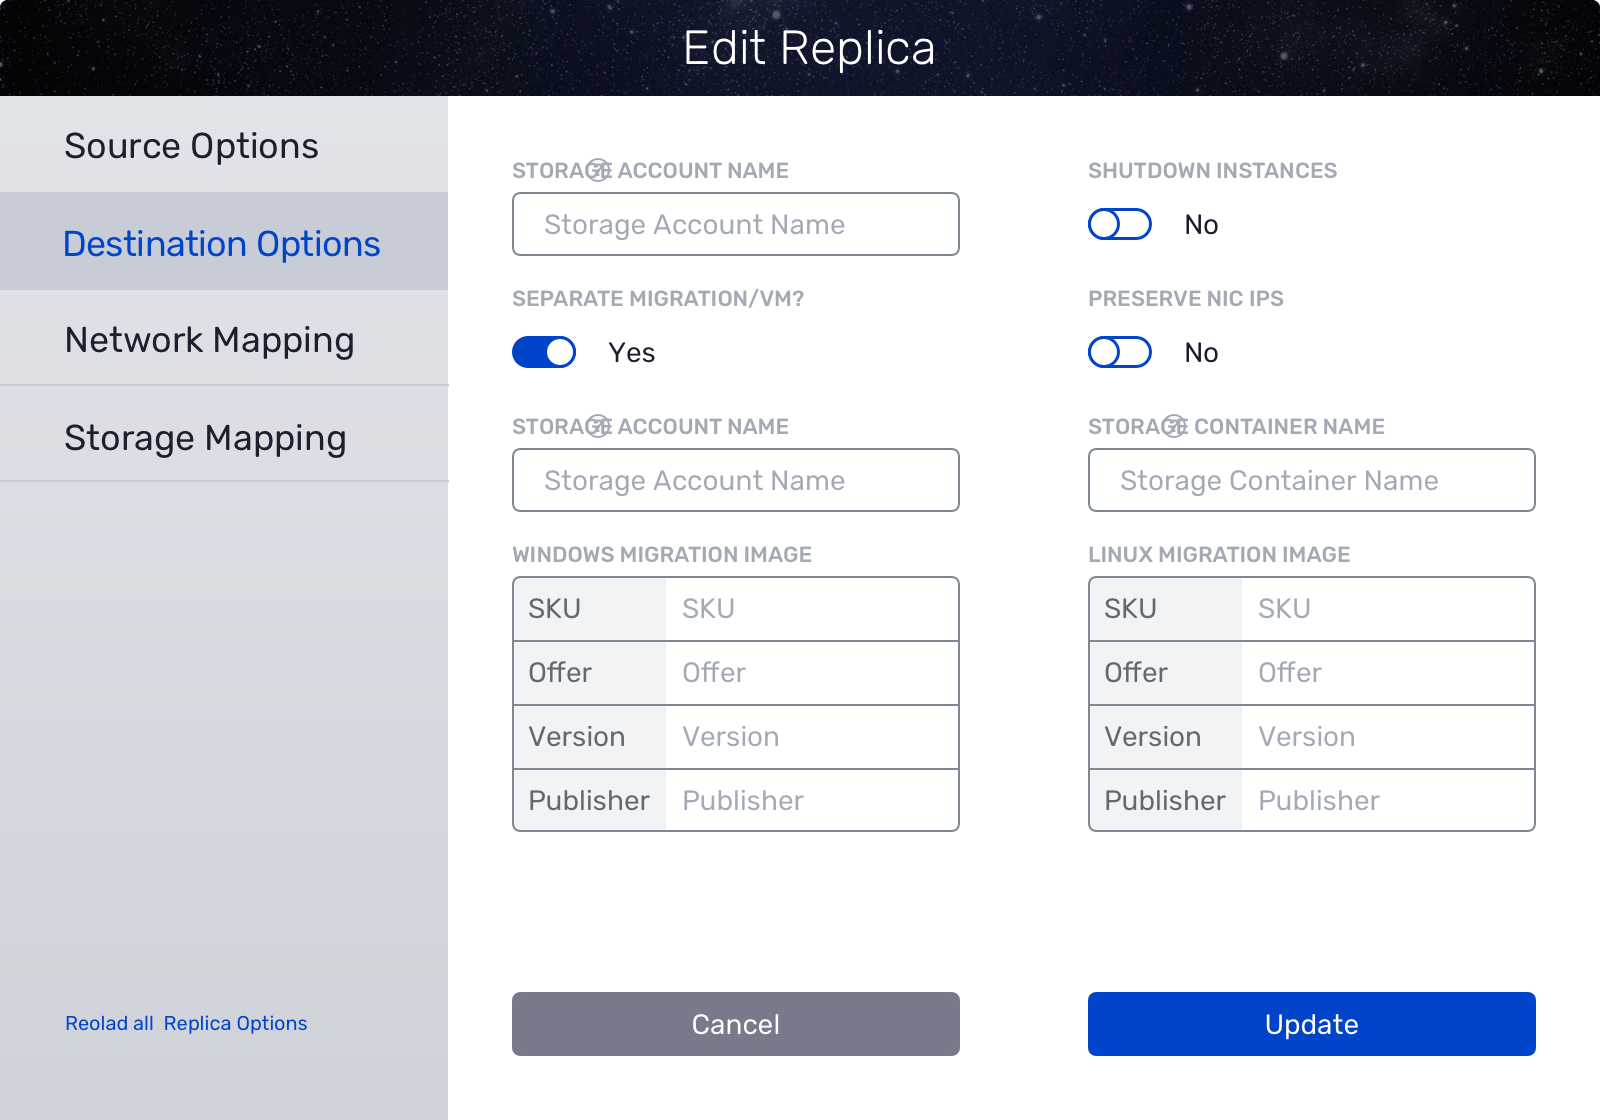 Edit Replica
Source Options
Destination Options
Network Mapping
Storage Mapping
Reolad all  Replica Options
STORAGE ACCOUNT NAME
Storage Account Name
SHUTDOWN INSTANCES
No
SEPARATE MIGRATION/VM?
Yes
PRESERVE NIC IPS
No
STORAGE ACCOUNT NAME
Storage Account Name
STORAGE CONTAINER NAME
Storage Container Name
WINDOWS MIGRATION IMAGE
SKU SKU
Offer Offer
Version Version
Publisher Publisher
LINUX MIGRATION IMAGE
SKU SKU
Offer Offer
Version Version
Publisher Publisher
Cancel
Update